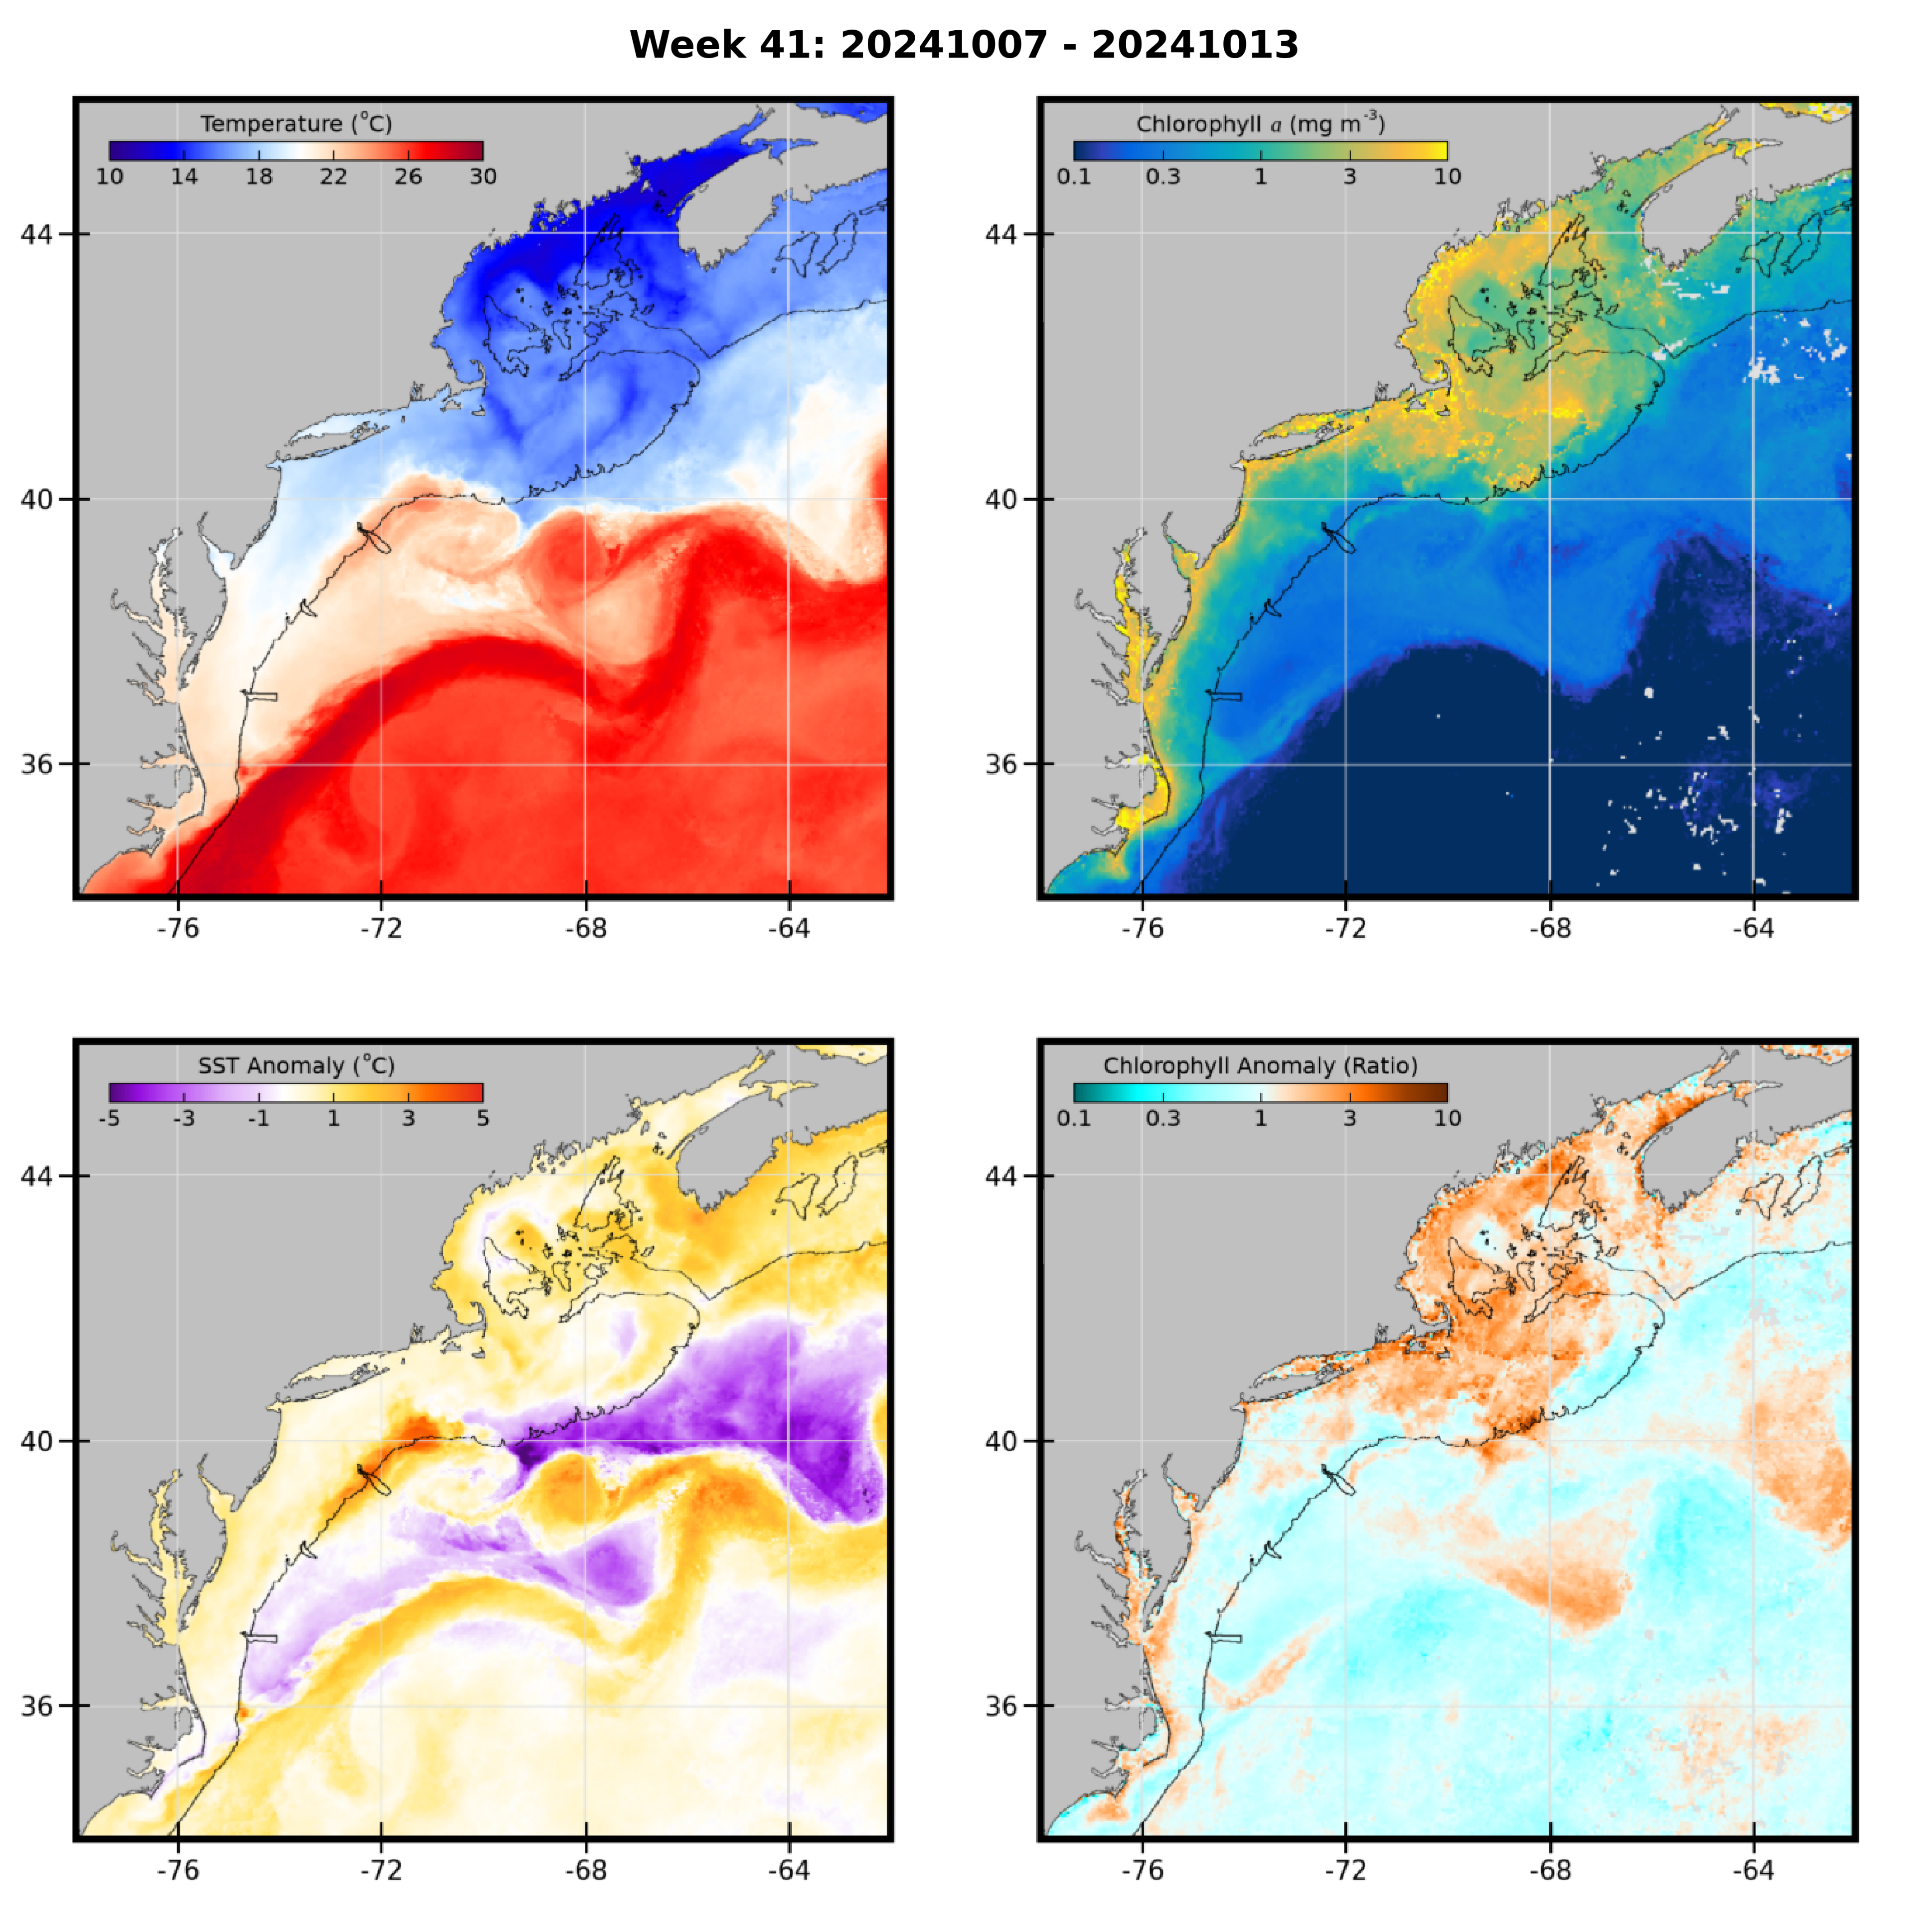 Week 41: 20241007 - 20241013
Temperature (°C)
10 14 18 22 26 30
44
40
36
-76 -72 -68 -64
Chlorophyll a (mg m⁻³)
0.1 0.3 1 3 10
44
40
36
-76 -72 -68 -64
SST Anomaly (°C)
-5 -3 -1 1 3 5
44
40
36
-76 -72 -68 -64
Chlorophyll Anomaly (Ratio)
0.1 0.3 1 3 10
44
40
36
-76 -72 -68 -64